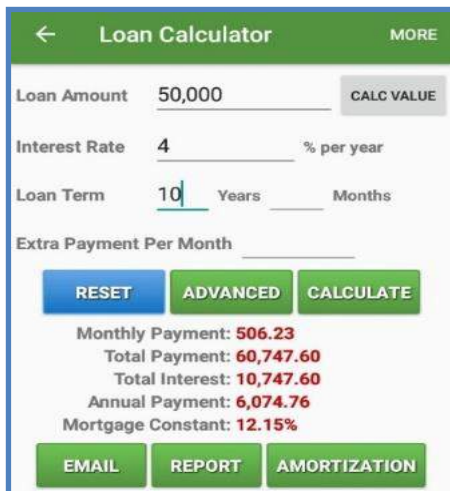 ← Loan Calculator MORE
Loan Amount 50,000 CALC VALUE
Interest Rate 4 % per year
Loan Term 10 Years Months
Extra Payment Per Month
RESET ADVANCED CALCULATE
Monthly Payment: 506.23
Total Payment: 60,747.60
Total Interest: 10,747.60
Annual Payment: 6,074.76
Mortgage Constant: 12.15%
EMAIL REPORT AMORTIZATION